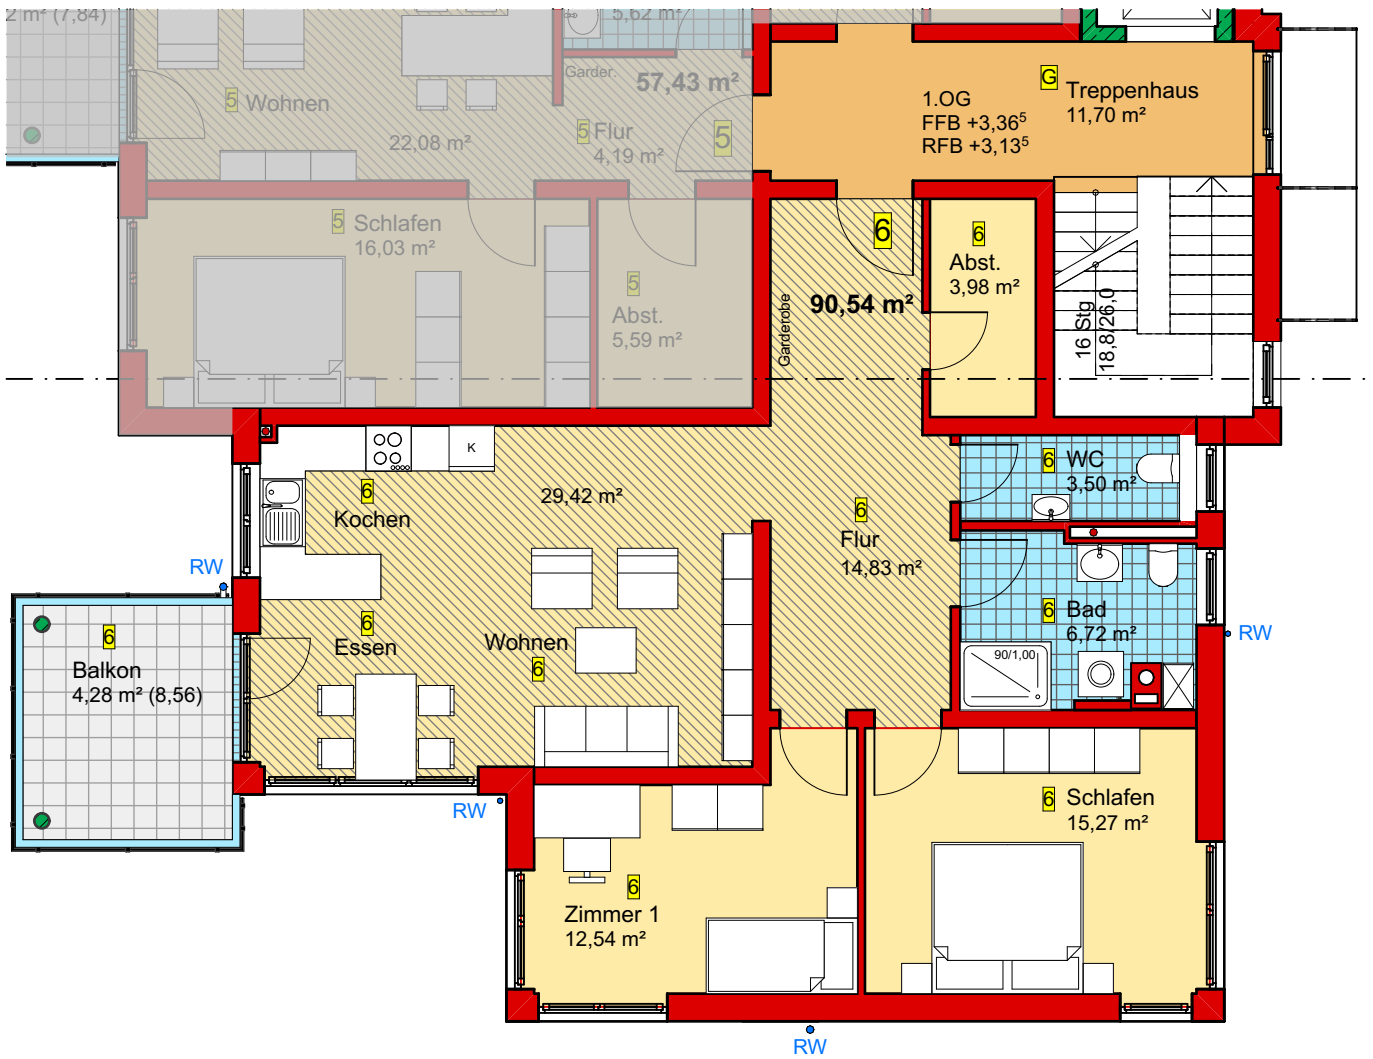 2 m² (7,84)
5,62 m²
Garder.
57,43 m²
5
Wohnen
22,08 m²
5
Flur
4,19 m²
5
G
Treppenhaus
11,70 m²
1.OG
FFB +3,36⁵
RFB +3,13⁵
5
Schlafen
16,03 m²
5
Abst.
5,59 m²
6
6
Abst.
3,98 m²
Garderobe
90,54 m²
16 Stg
18,8/26,0
K
6
Kochen
29,42 m²
6
WC
3,50 m²
6
Flur
14,83 m²
RW
6
Balkon
4,28 m² (8,56)
6
Essen
Wohnen
6
6
Bad
6,72 m²
RW
90/1,00
RW
6
Schlafen
15,27 m²
6
Zimmer 1
12,54 m²
RW